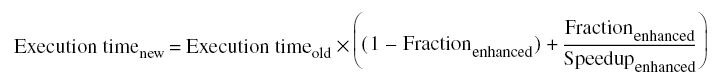 Execution time_new = Execution time_old × ((1 – Fraction_enhanced) + Fraction_enhanced / Speedup_enhanced)